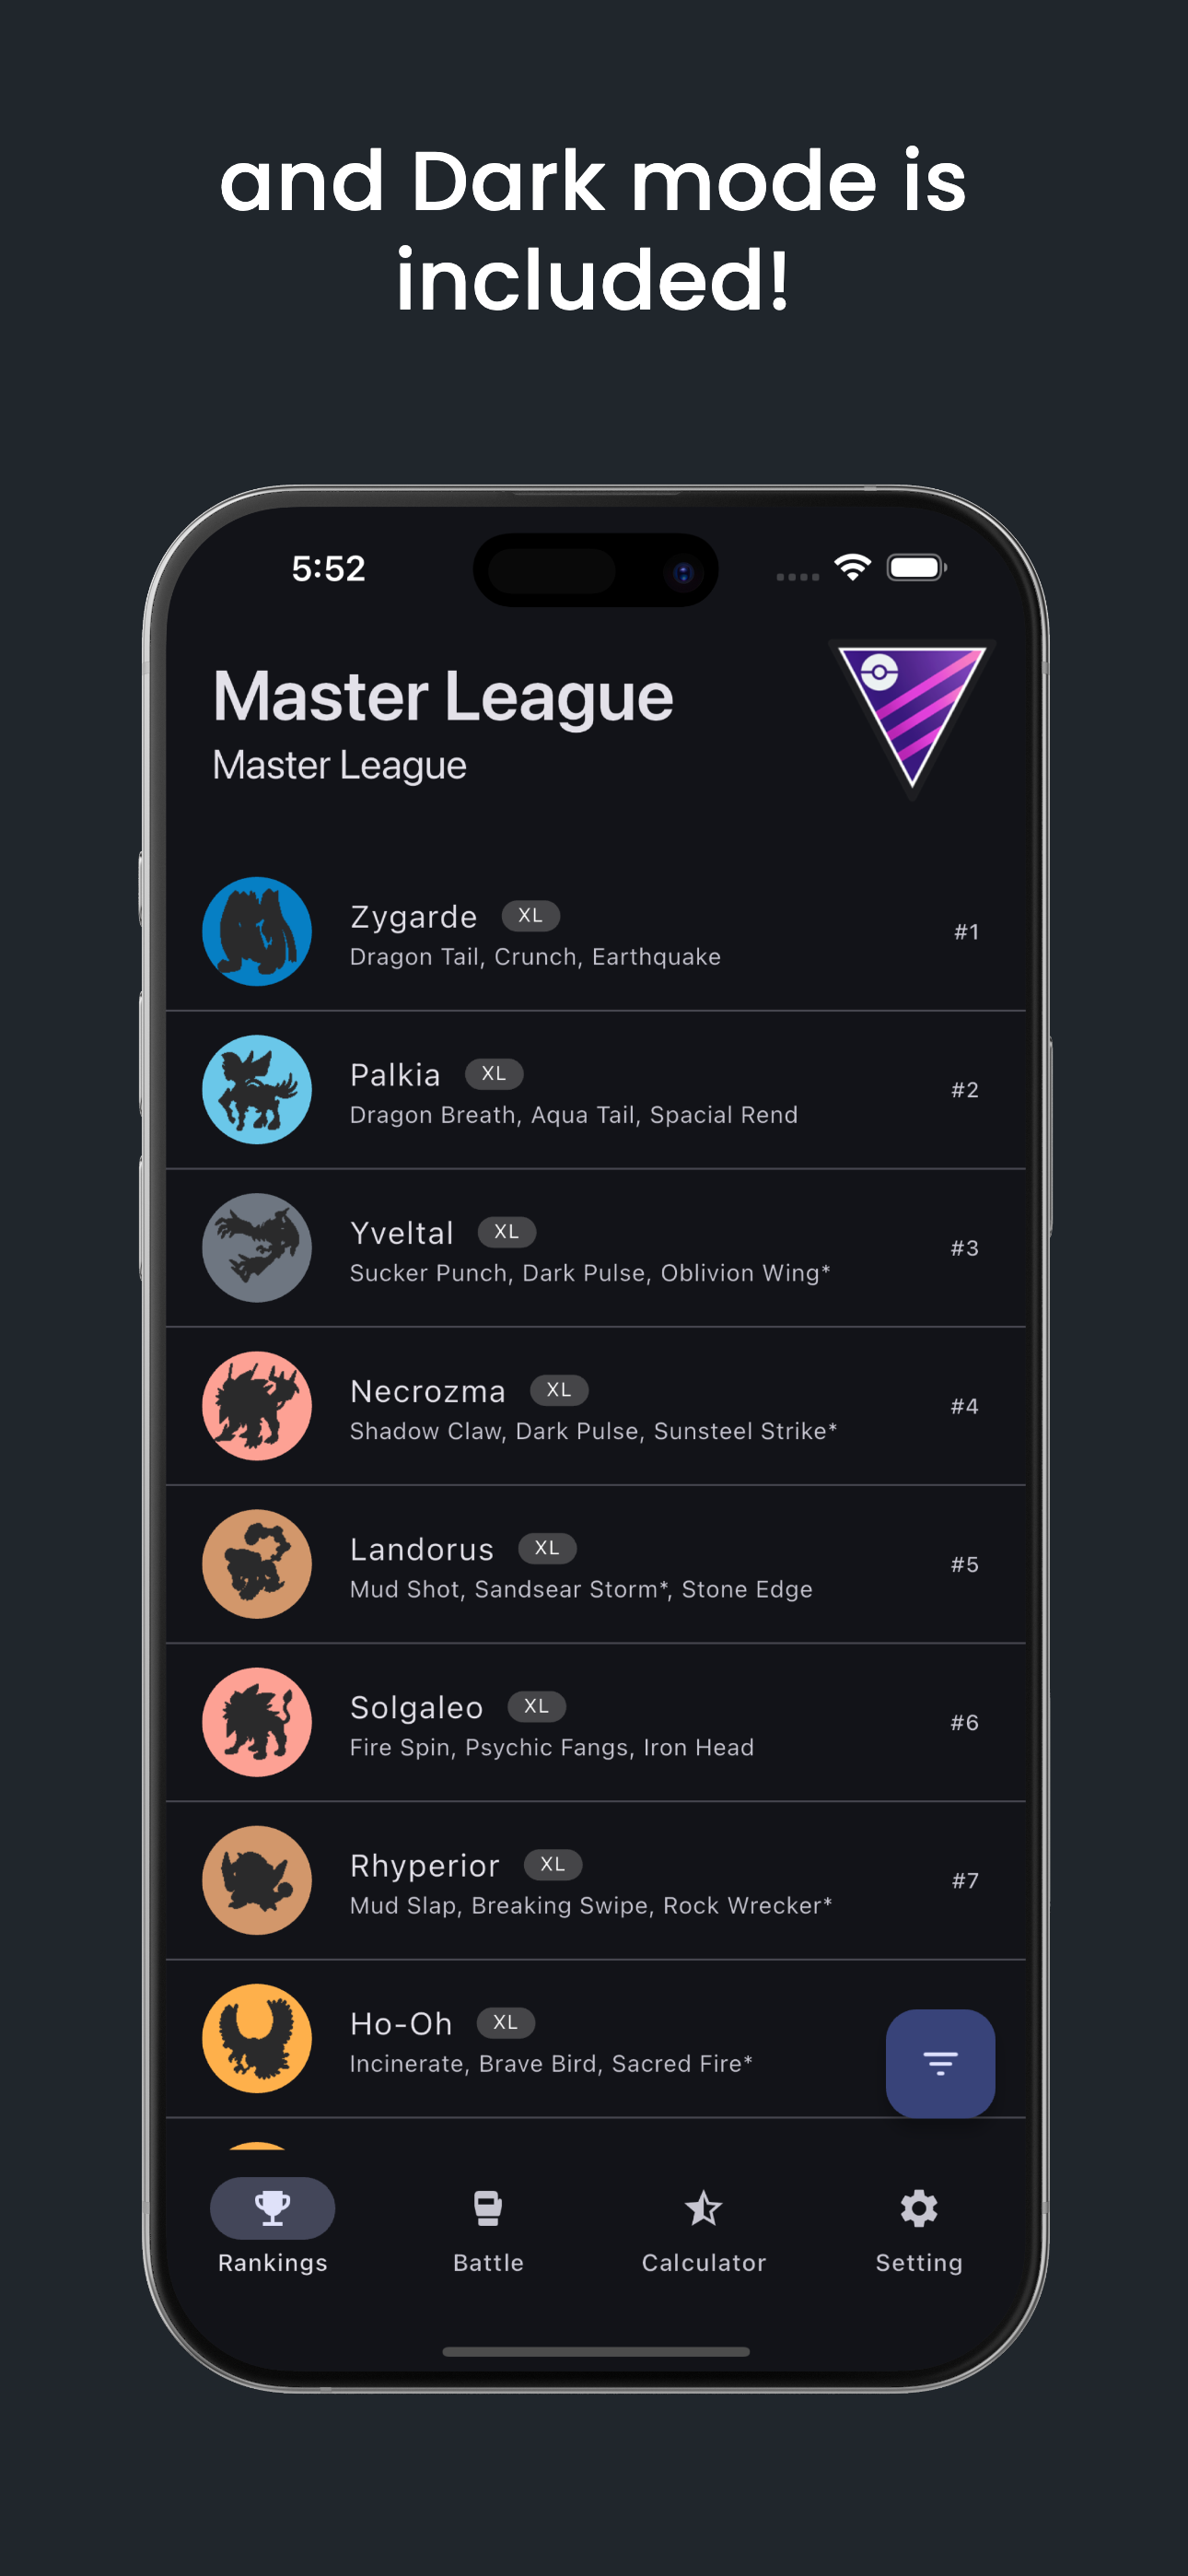 and Dark mode is
included!
5:52
Master League
Master League
Zygarde XL
Dragon Tail, Crunch, Earthquake
#1
Palkia XL
Dragon Breath, Aqua Tail, Spacial Rend
#2
Yveltal XL
Sucker Punch, Dark Pulse, Oblivion Wing*
#3
Necrozma XL
Shadow Claw, Dark Pulse, Sunsteel Strike*
#4
Landorus XL
Mud Shot, Sandsear Storm*, Stone Edge
#5
Solgaleo XL
Fire Spin, Psychic Fangs, Iron Head
#6
Rhyperior XL
Mud Slap, Breaking Swipe, Rock Wrecker*
#7
Ho-Oh XL
Incinerate, Brave Bird, Sacred Fire*
Rankings Battle Calculator Setting